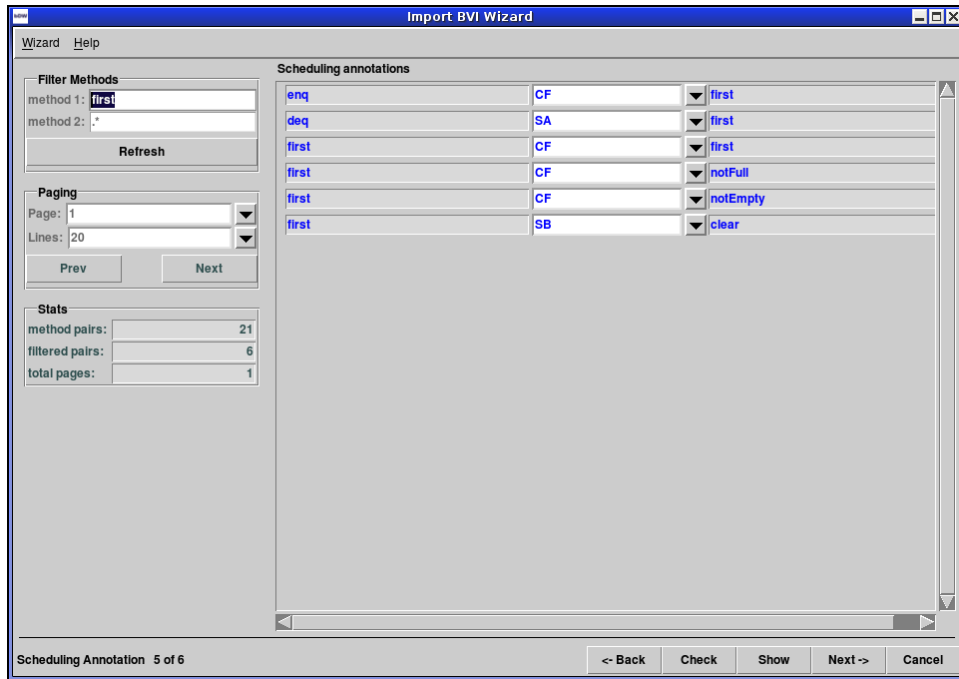 Import BVI Wizard
Wizard Help
Filter Methods
method 1: first
method 2: .*
Refresh
Paging
Page: 1
Lines: 20
Prev Next
Stats
method pairs: 21
filtered pairs: 6
total pages: 1
Scheduling annotations
enq CF first
deq SA first
first CF first
first CF notFull
first CF notEmpty
first SB clear
Scheduling Annotation 5 of 6
<- Back Check Show Next -> Cancel